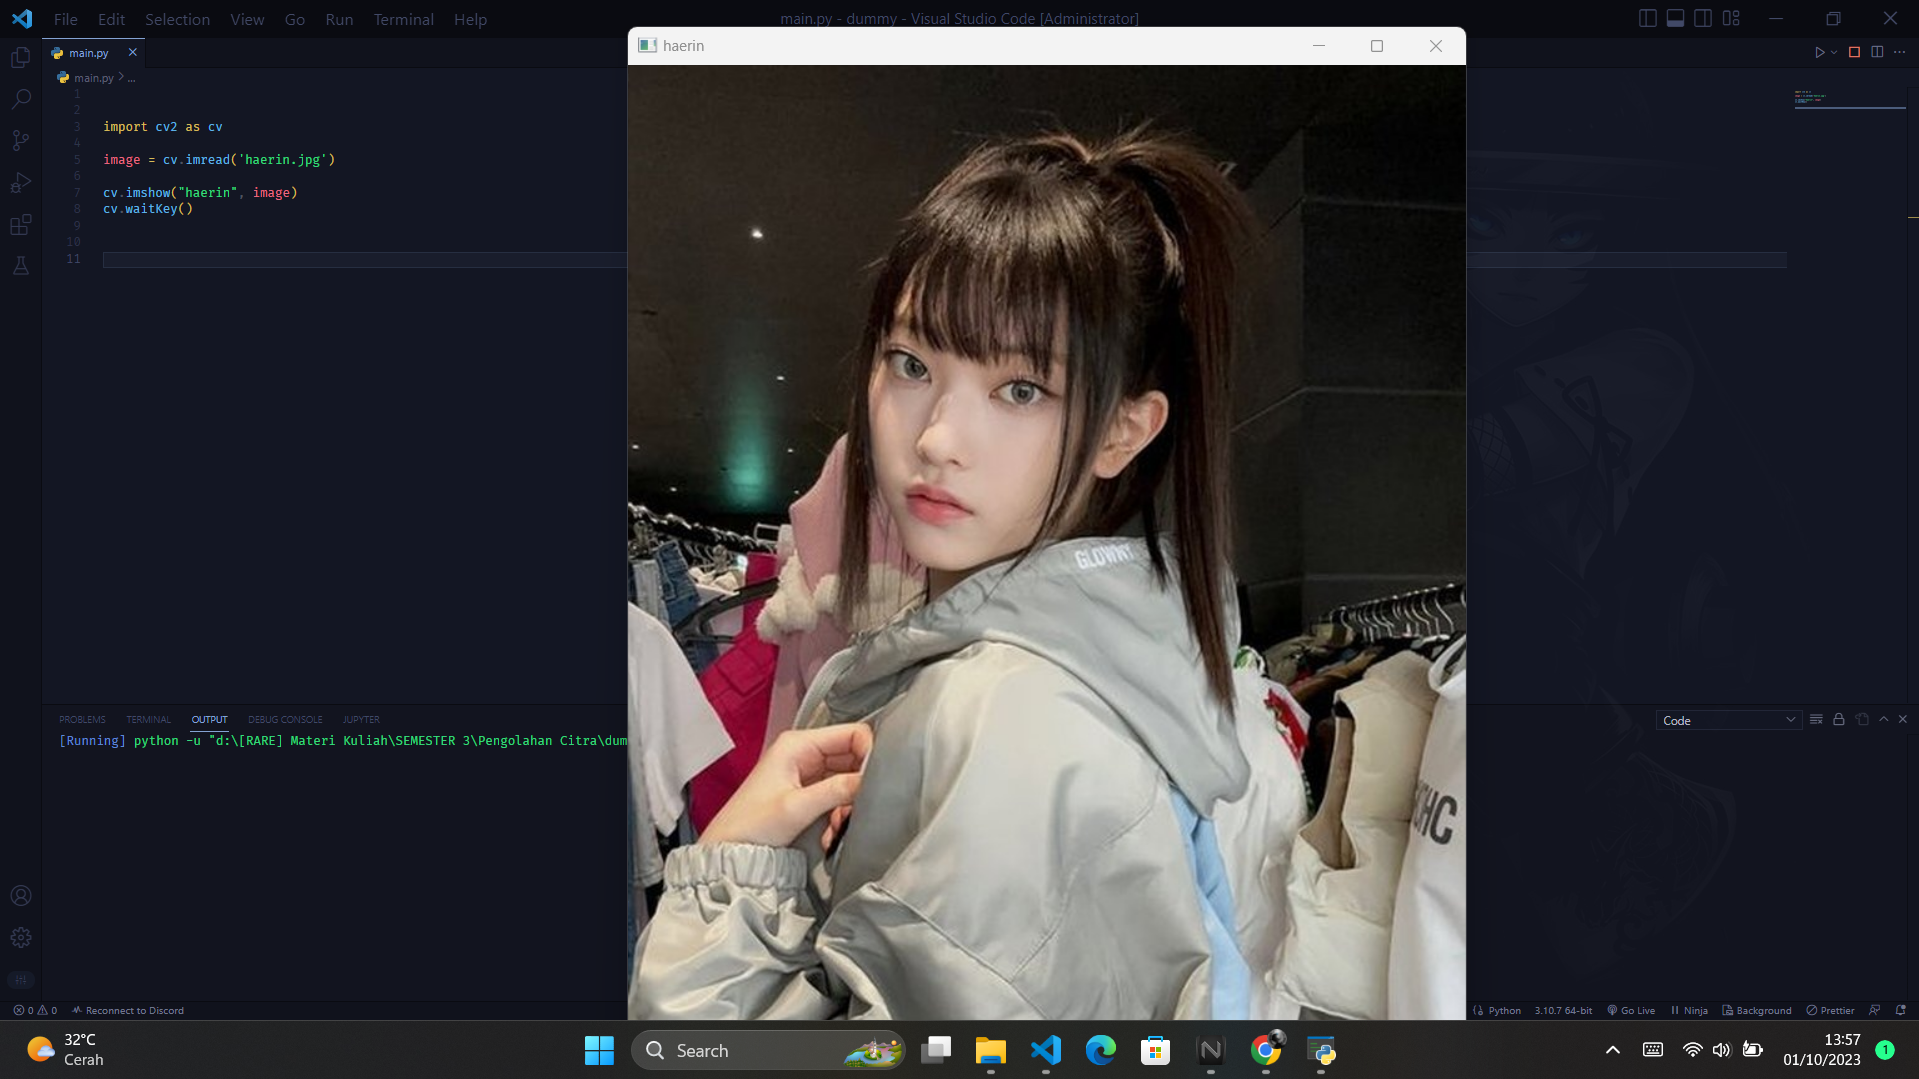 File Edit Selection View Go Run Terminal Help
main.py - dummy - Visual Studio Code [Administrator]
main.py
main.py > ...
haerin
1
2
3 import cv2 as cv
4
5 image = cv.imread('haerin.jpg')
6
7 cv.imshow("haerin", image)
8 cv.waitKey()
9
10
11
GLOWNY
CHC
PROBLEMS TERMINAL OUTPUT DEBUG CONSOLE JUPYTER
Code
[Running] python -u "d:\[RARE] Materi Kuliah\SEMESTER 3\Pengolahan Citra\dum
0 0 Reconnect to Discord
Python 3.10.7 64-bit Go Live Ninja Background Prettier
32°C
Cerah
Search
13:57
01/10/2023
1